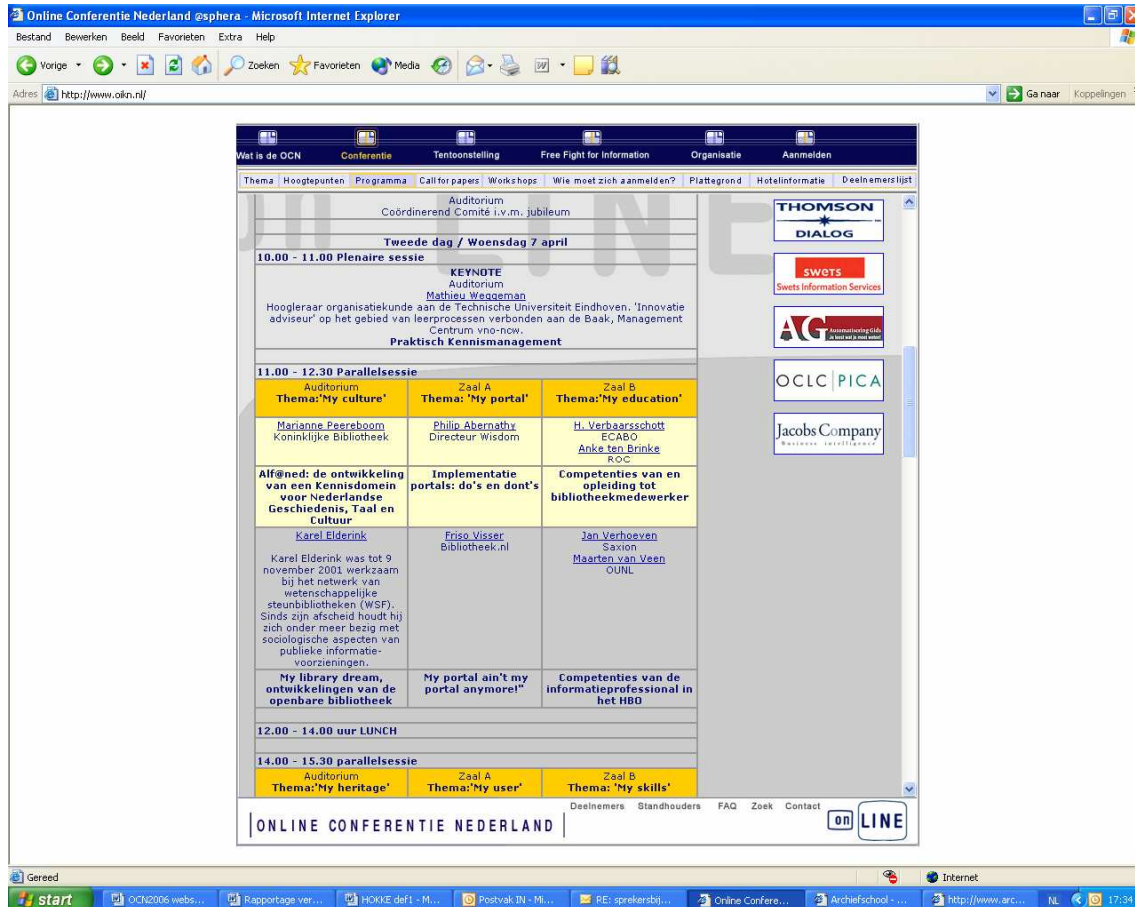 Online Conferentie Nederland @sphera - Microsoft Internet Explorer
Bestand Bewerken Beeld Favorieten Extra Help
Vorige Zoeken Favorieten Media
Adres http://www.oikn.nl/ Ga naar Koppelingen
Wat is de OCN Conferentie Tentoonstelling Free Fight for Information Organisatie Aanmelden
Thema Hoogtepunten Programma Call for papers Workshops Wie moet zich aanmelden? Plattegrond Hotelinformatie Deelnemerslijst
on LINE
Auditorium
Coördinerend Comité i.v.m. jubileum
Tweede dag / Woensdag 7 april
10.00 - 11.00 Plenaire sessie
KEYNOTE
Auditorium
Mathieu Weggeman
Hoogleraar organisatiekunde aan de Technische Universiteit Eindhoven. 'Innovatie
adviseur' op het gebied van leerprocessen verbonden aan de Baak, Management
Centrum vno-ncw.
Praktisch Kennismanagement
11.00 - 12.30 Parallelsessie
Auditorium
Thema:'My culture'
Zaal A
Thema: 'My portal'
Zaal B
Thema:'My education'
Marianne Peereboom
Koninklijke Bibliotheek
Philip Abernathy
Directeur Wisdom
H. Verbaarsschott
ECABO
Anke ten Brinke
ROC
Alf@ned: de ontwikkeling
van een Kennisdomein
voor Nederlandse
Geschiedenis, Taal en
Cultuur
Implementatie
portals: do's en dont's
Competenties van en
opleiding tot
bibliotheekmedewerker
Karel Elderink
Karel Elderink was tot 9
november 2001 werkzaam
bij het netwerk van
wetenschappelijke
steunbibliotheken (WSF).
Sinds zijn afscheid houdt hij
zich onder meer bezig met
sociologische aspecten van
publieke informatie-
voorzieningen.
Friso Visser
Bibliotheek.nl
Jan Verhoeven
Saxion
Maarten van Veen
OUNL
My library dream,
ontwikkelingen van de
openbare bibliotheek
My portal ain't my
portal anymore!"
Competenties van de
informatieprofessional in
het HBO
12.00 - 14.00 uur LUNCH
14.00 - 15.30 parallelsessie
Auditorium
Thema:'My heritage'
Zaal A
Thema:'My user'
Zaal B
Thema: 'My skills'
THOMSON
DIALOG
swets
Swets Information Services
AG Automatisering Gids
Je leest wat je moet weten!
OCLC PICA
Jacobs Company
Business intelligence
Deelnemers Standhouders FAQ Zoek Contact
ONLINE CONFERENTIE NEDERLAND
on LINE
Gereed Internet
start OCN2006 webs... Rapportage ver... HOKKE def1 - M... Postvak IN - Mi... RE: sprekersbij... Online Confere... Archiefschool - ... http://www.arc... NL 17:34